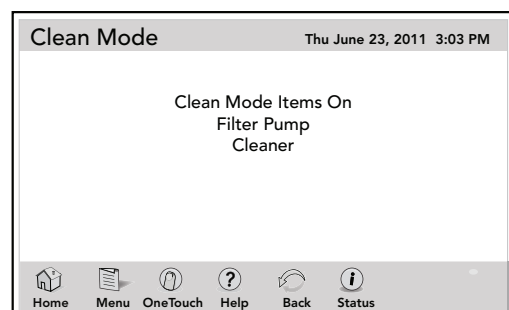 Clean Mode Thu June 23, 2011 3:03 PM
Clean Mode Items On
Filter Pump
Cleaner
Home Menu OneTouch Help Back Status